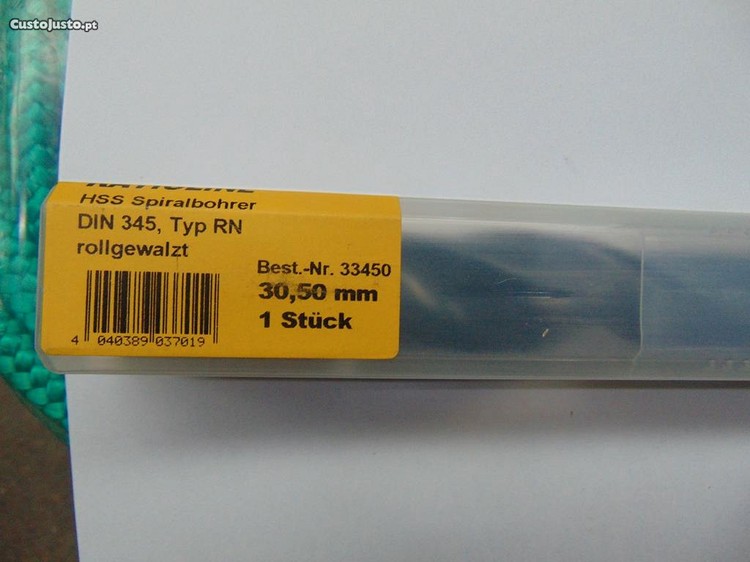 CustoJusto.pt
HSS Spiralbohrer
DIN 345, Typ RN
rollgewalzt
Best.-Nr. 33450
30,50 mm
1 Stück
4 040389 037019